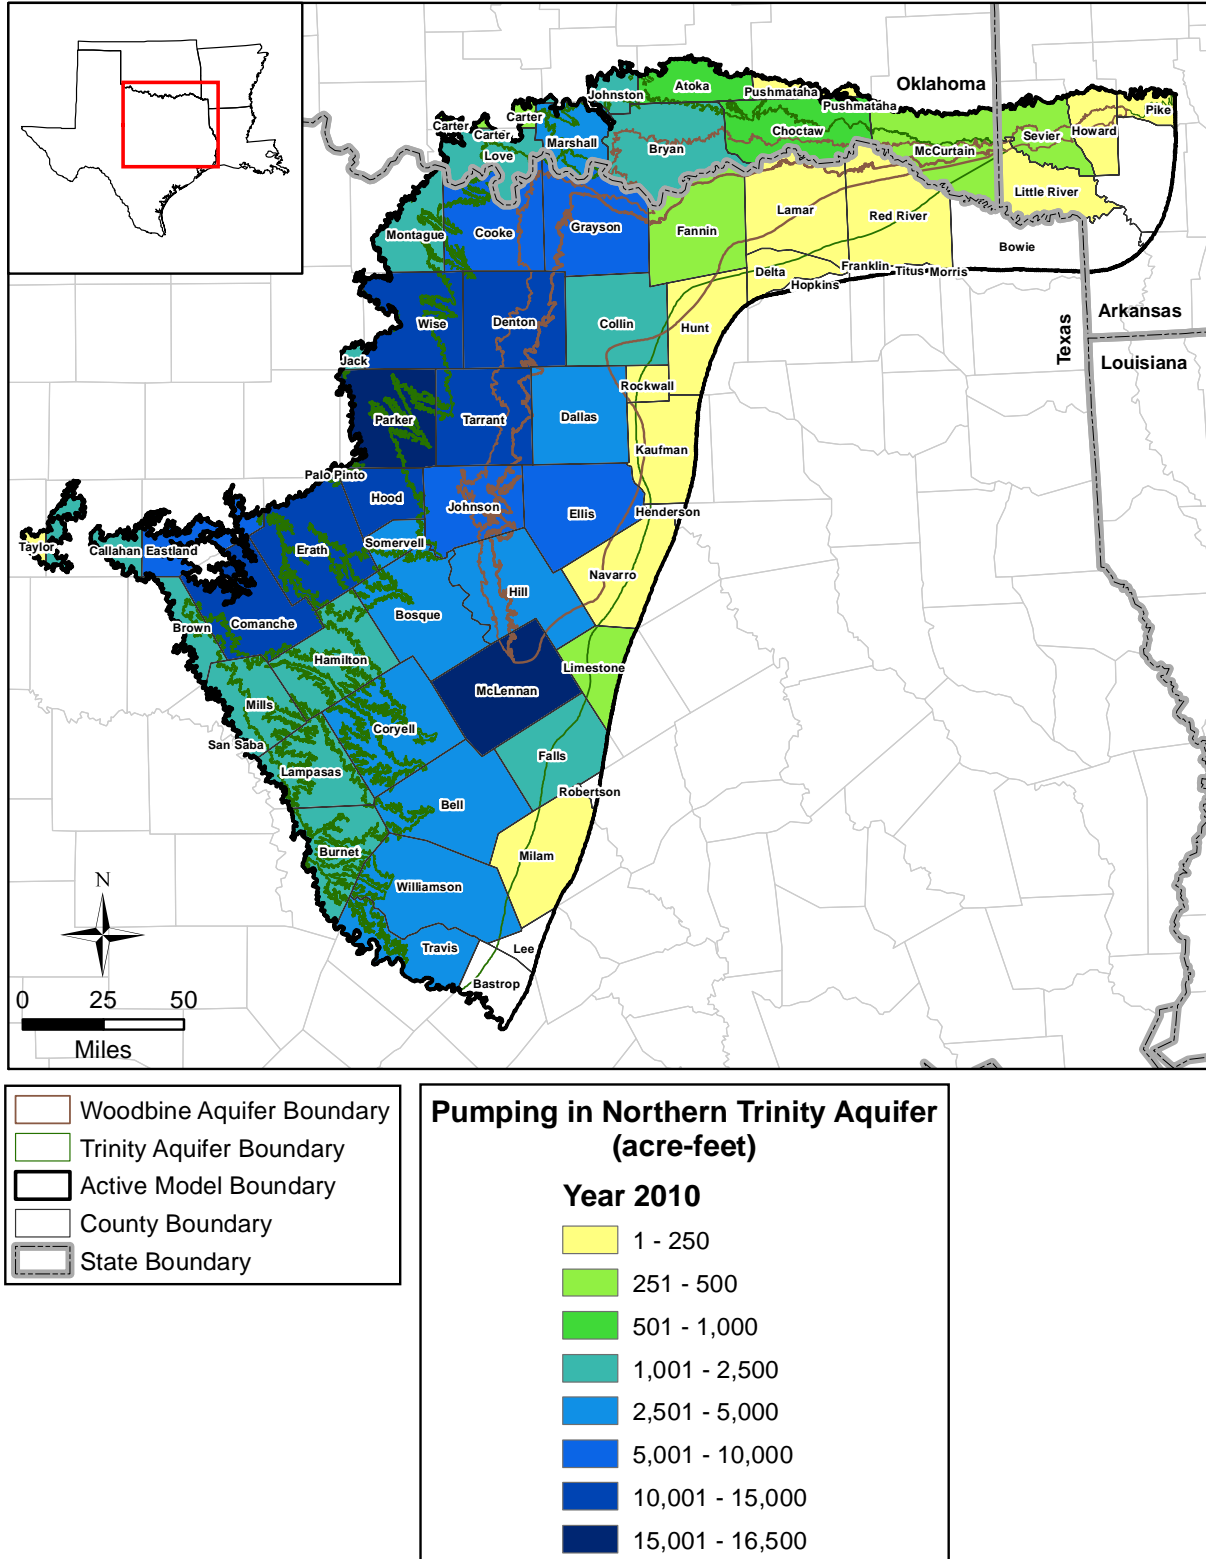 Oklahoma
Atoka
Johnston
Pushmataha
Pushmataha
Pike
Carter
Carter
Carter
Choctaw
Sevier
Howard
Marshall
Bryan
McCurtain
Love
Little River
Lamar
Red River
Montague
Cooke
Grayson
Fannin
Bowie
Delta
Franklin
Titus
Morris
Hopkins
Wise
Denton
Collin
Hunt
Texas
Arkansas
Louisiana
Jack
Rockwall
Parker
Tarrant
Dallas
Kaufman
Palo Pinto
Hood
Johnson
Ellis
Henderson
Taylor
Callahan
Eastland
Erath
Somervell
Navarro
Hill
Bosque
Brown
Comanche
Hamilton
Limestone
McLennan
Mills
Coryell
San Saba
Lampasas
Falls
Robertson
Bell
Burnet
Milam
Williamson
Travis
Lee
Bastrop
N
0 25 50
Miles
Woodbine Aquifer Boundary
Trinity Aquifer Boundary
Active Model Boundary
County Boundary
State Boundary
Pumping in Northern Trinity Aquifer
(acre-feet)
Year 2010
1 - 250
251 - 500
501 - 1,000
1,001 - 2,500
2,501 - 5,000
5,001 - 10,000
10,001 - 15,000
15,001 - 16,500